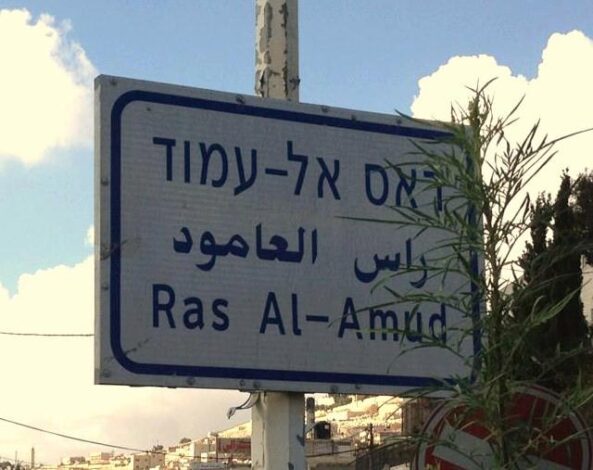 ראס אל-עמוד
راس العامود
Ras Al-Amud